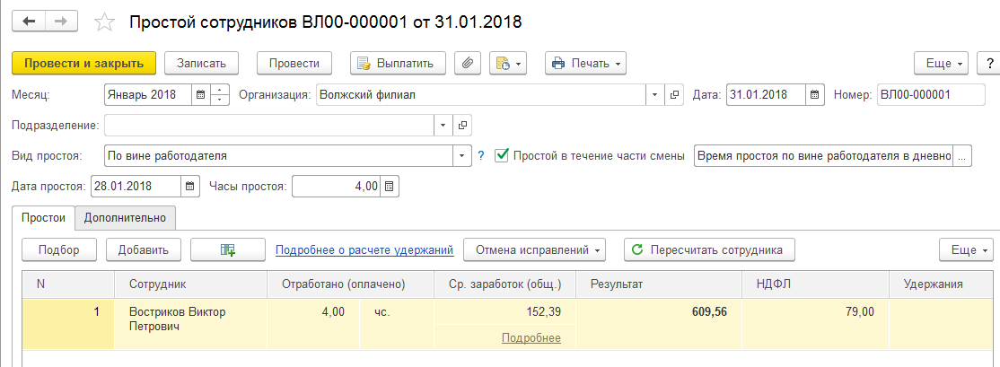 Простой сотрудников ВЛ00-000001 от 31.01.2018
Провести и закрыть Записать Провести Выплатить Печать Еще ?
Месяц: Январь 2018 Организация: Волжский филиал Дата: 31.01.2018 Номер: ВЛ00-000001
Подразделение:
Вид простоя: По вине работодателя ? Простой в течение части смены Время простоя по вине работодателя в дневно ...
Дата простоя: 28.01.2018 Часы простоя: 4,00
Простои Дополнительно
Подбор Добавить Подробнее о расчете удержаний Отмена исправлений Пересчитать сотрудника Еще
N Сотрудник Отработано (оплачено) Ср. заработок (общ.) Результат НДФЛ Удержания
1 Востриков Виктор 4,00 чс. 152,39 609,56 79,00
Петрович Подробнее